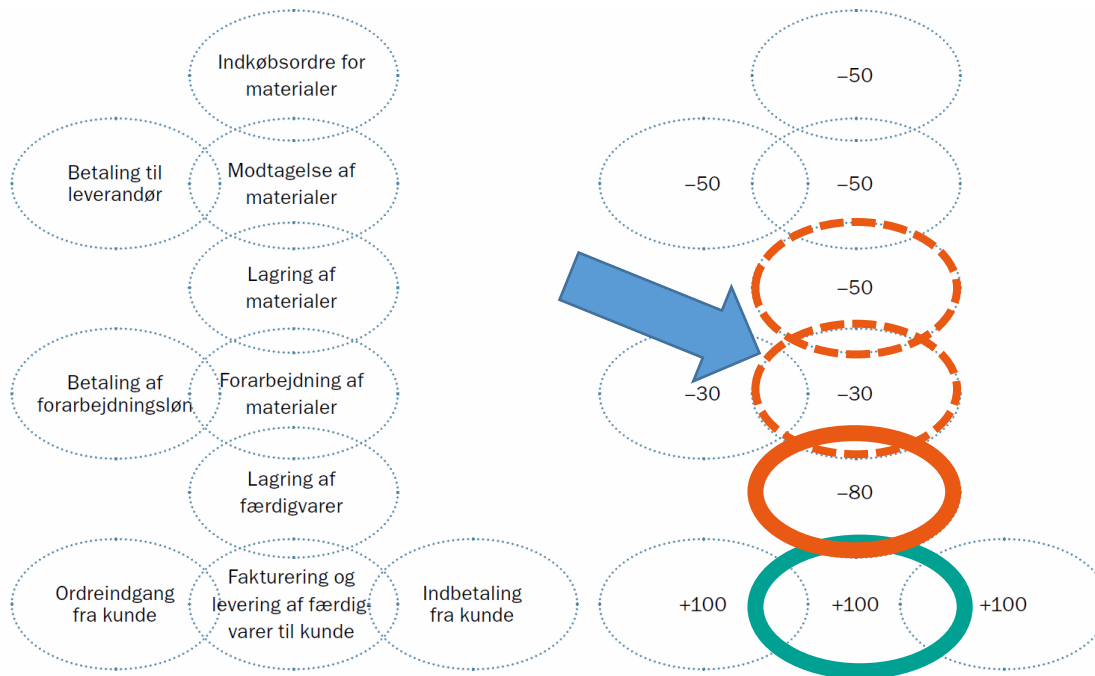 Indkøbsordre for
materialer
Betaling til
leverandør
Modtagelse af
materialer
Lagring af
materialer
Betaling af
forarbejdningsløn
Forarbejdning af
materialer
Lagring af
færdigvarer
Ordreindgang
fra kunde
Fakturering og
levering af færdig-
varer til kunde
Indbetaling
fra kunde
–50
–50
–50
–50
–30
–30
–80
+100
+100
+100